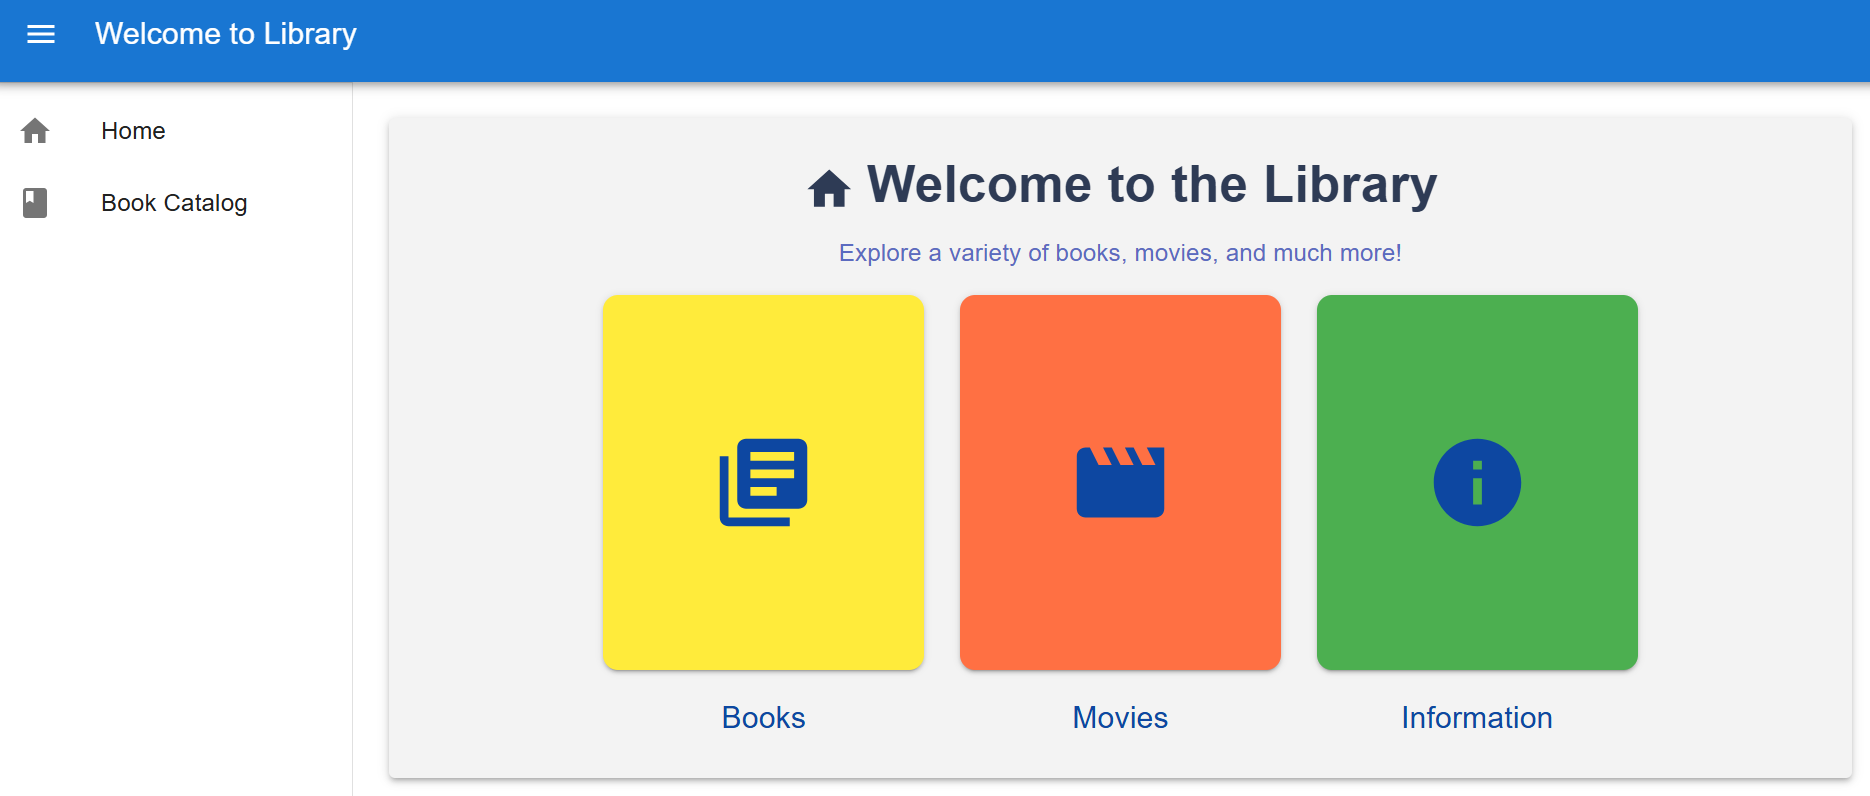 Welcome to Library
Home
Book Catalog
Welcome to the Library
Explore a variety of books, movies, and much more!
Books
Movies
Information